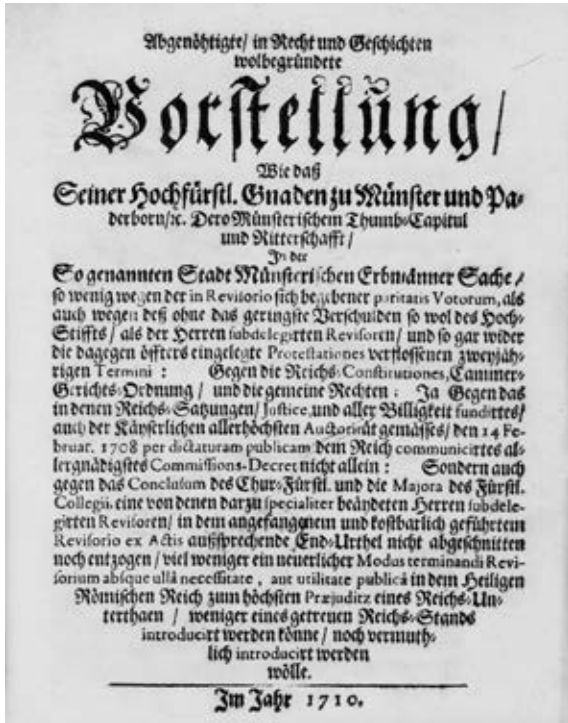 Abgenöhtigte/ in Recht und Geschichten
wolbegründete
Vorstellung/
Wie daß
Seiner Hochfürstl. Gnaden zu Münster und Pa-
derborn/ꝛc. Dero Münsterischem Thumb-Capitul
und Ritterschafft/
In der
So genannten Stadt Münsterischen Erbmänner Sache/
so wenig wegen der in Revisorio sich begebener paritatis Votorum, als
auch wegen deß ohne das geringste Verschulden so wol des Hoch-
Stiffts/ als der Herren subdelegirten Revisoren/ und so gar wider
die dagegen öffters eingelegte Protestationes verflossenen zweyjäh-
rigen Termini : Gegen die Reichs-Constitutiones, Cammer-
Gerichts-Ordnung/ und die gemeine Rechten : Ja Gegen das
in denen Reichs-Satzungen/ Justice, und aller Billigkeit fundirtes/
auch der Käyserlichen allerhöchsten Auctorität gemässes/ den 14 Fe-
bruar. 1708 per dictaturam publicam dem Reich communicirtes al-
lergnädigstes Commissions-Decret nicht allein : Sondern auch
gegen das Conclusum des Chur-Fürstl. und die Majora des Fürstl.
Collegii, eine von denen darzu specialiter beäydeten Herren subdele-
girten Revisoren/ in dem angefangenem und kostbarlich geführtem
Revisorio ex Actis außsprechende End-Urthel nicht abgeschnitten
noch entzogen/ viel weniger ein neuerlicher Modus terminandi Revi-
sorium absque ullâ necessitate, aut utilitate publicâ in dem Heiligen
Römischen Reich zum höchsten Præjuditz eines Reichs-Un-
terthaen/ weniger eines getreuen Reichs-Stands
introducirt werden könne/ noch vermuth-
lich introducirt werden
wölle.
Im Jahr 1710.